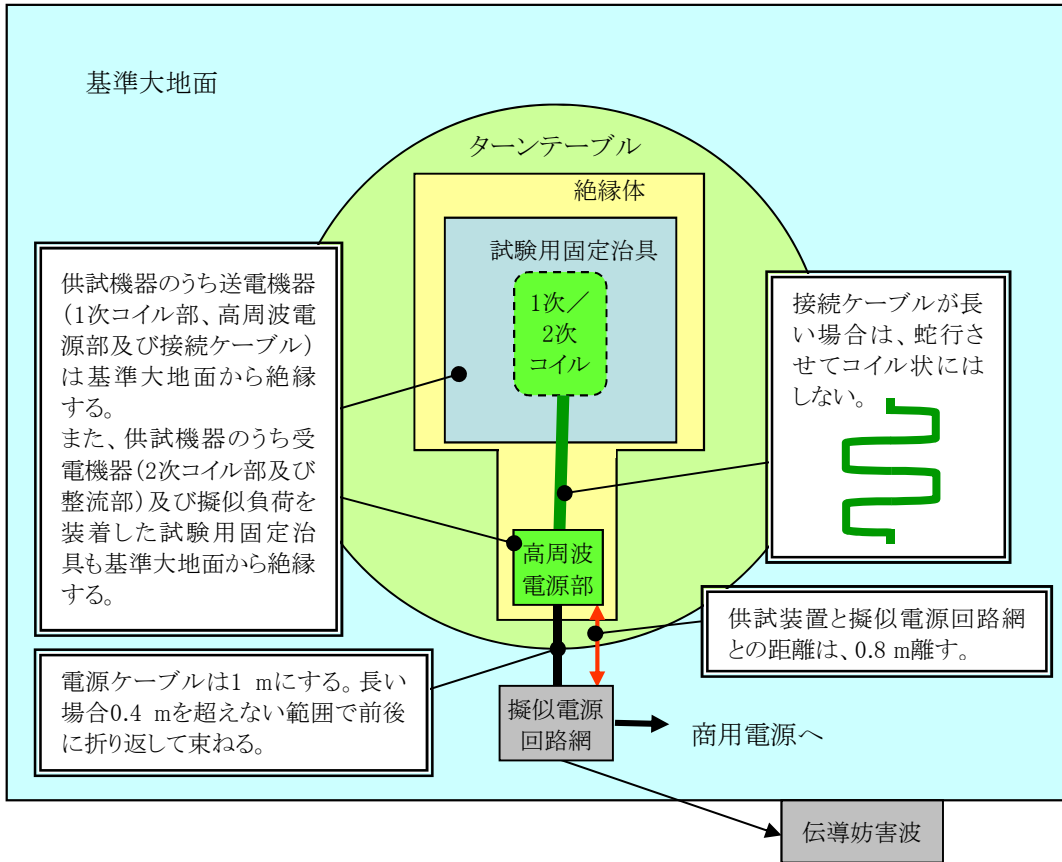 基準大地面
ターンテーブル
絶縁体
試験用固定治具
1次／
2次
コイル
供試機器のうち送電機器
(1次コイル部、高周波電
源部及び接続ケーブル)
は基準大地面から絶縁
する。
また、供試機器のうち受
電機器(2次コイル部及び
整流部)及び擬似負荷を
装着した試験用固定治
具も基準大地面から絶縁
する。
接続ケーブルが長
い場合は、蛇行さ
せてコイル状には
しない。
高周波
電源部
供試装置と擬似電源回路網
との距離は、0.8 m離す。
電源ケーブルは1 mにする。長い
場合0.4 mを超えない範囲で前後
に折り返して束ねる。
擬似電源
回路網
商用電源へ
伝導妨害波